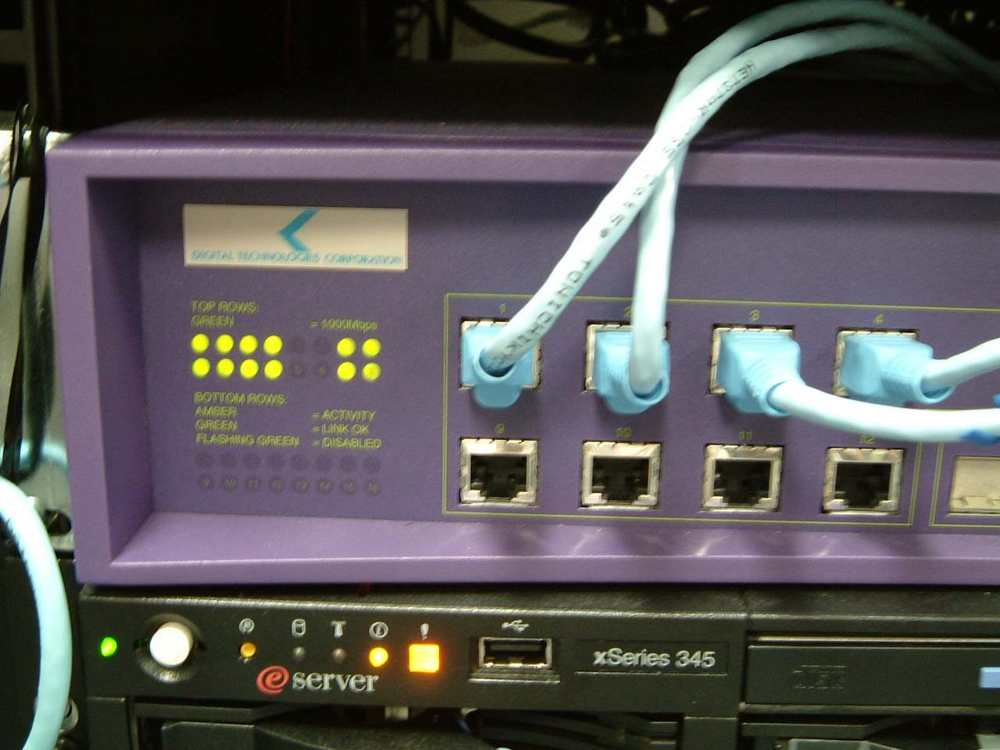 DIGITAL TECHNOLOGIES CORPORATION
TOP ROWS:
GREEN = 1000Mbps
BOTTOM ROWS:
AMBER = ACTIVITY
GREEN = LINK OK
FLASHING GREEN = DISABLED
9 10 11 12 13 14 15 16
1 2 3 4
9 10 11 12
TONICHIKO
xSeries 345
eserver